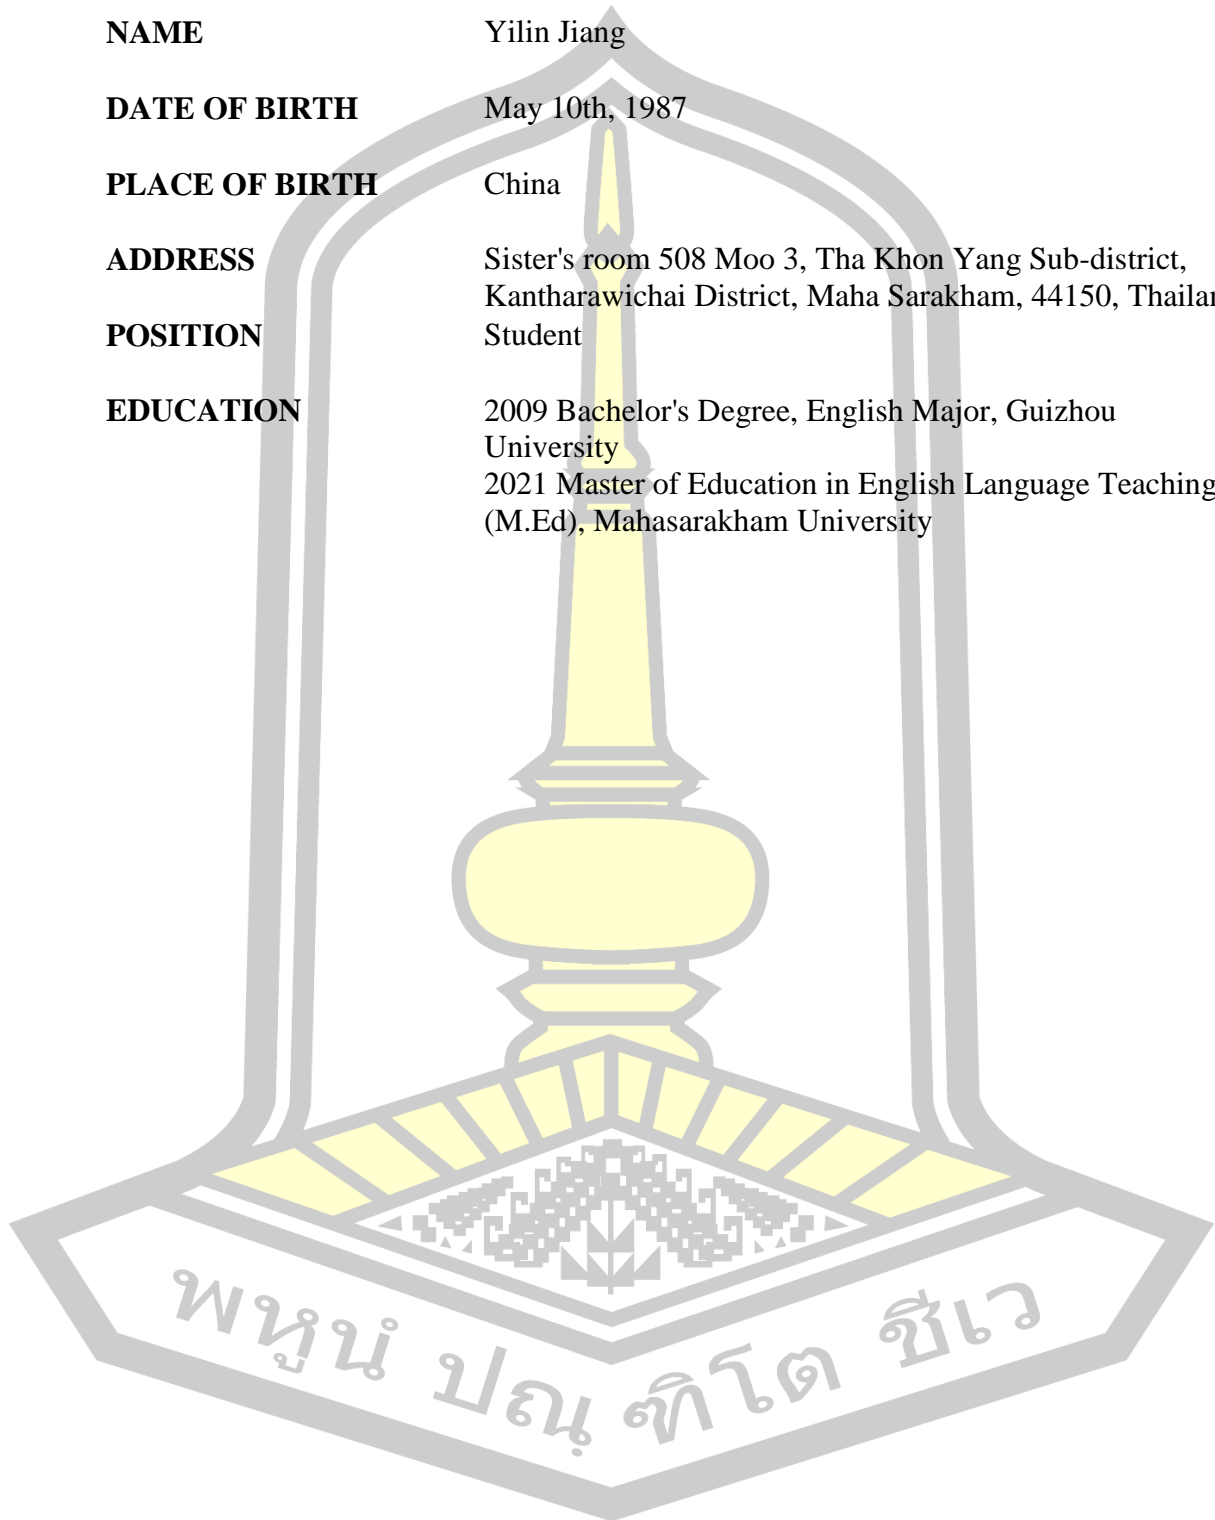 NAME Yilin Jiang
DATE OF BIRTH May 10th, 1987
PLACE OF BIRTH China
ADDRESS Sister's room 508 Moo 3, Tha Khon Yang Sub-district,
Kantharawichai District, Maha Sarakham, 44150, Thailan
POSITION Student
EDUCATION 2009 Bachelor's Degree, English Major, Guizhou
University
2021 Master of Education in English Language Teaching
(M.Ed), Mahasarakham University
พหูนํ ปณฺฑิโต ชีเว